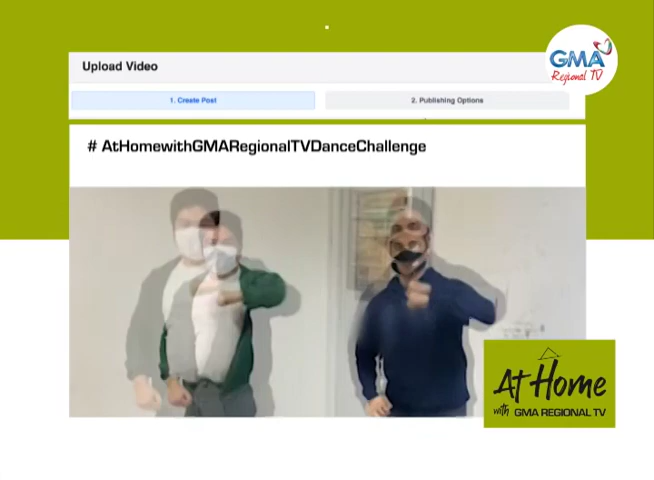 GMA
Regional TV
Upload Video
1. Create Post
2. Publishing Options
# AtHomewithGMARegionalTVDanceChallenge
At Home
with GMA REGIONAL TV